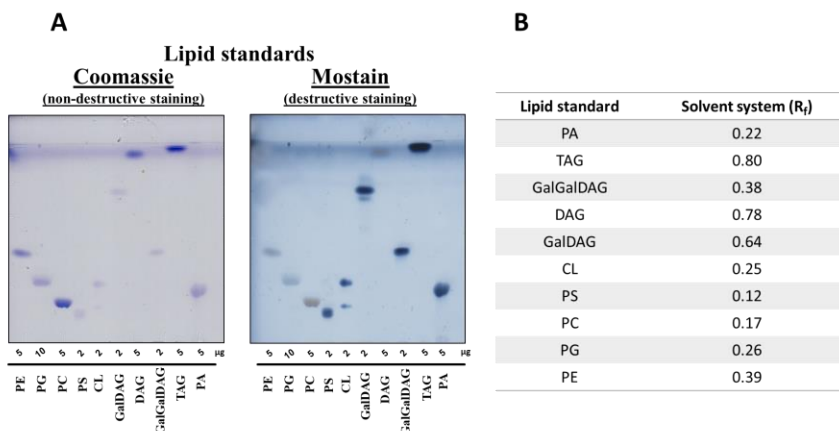 A
Lipid standards
Coomassie
(non-destructive staining)
5 10 5 2 2 2 5 2 5 5 μg
PE PG PC PS CL GalDAG DAG GalGalDAG TAG PA
Mostain
(destructive staining)
5 10 5 2 2 2 5 2 5 5
PE PG PC PS CL GalDAG DAG GalGalDAG TAG PA
B
Lipid standard Solvent system (Rf)
PA 0.22
TAG 0.80
GalGalDAG 0.38
DAG 0.78
GalDAG 0.64
CL 0.25
PS 0.12
PC 0.17
PG 0.26
PE 0.39